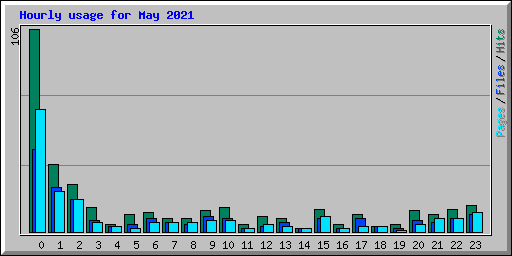 Hourly usage for May 2021
106
Pages/Files/Hits
0 1 2 3 4 5 6 7 8 9 10 11 12 13 14 15 16 17 18 19 20 21 22 23